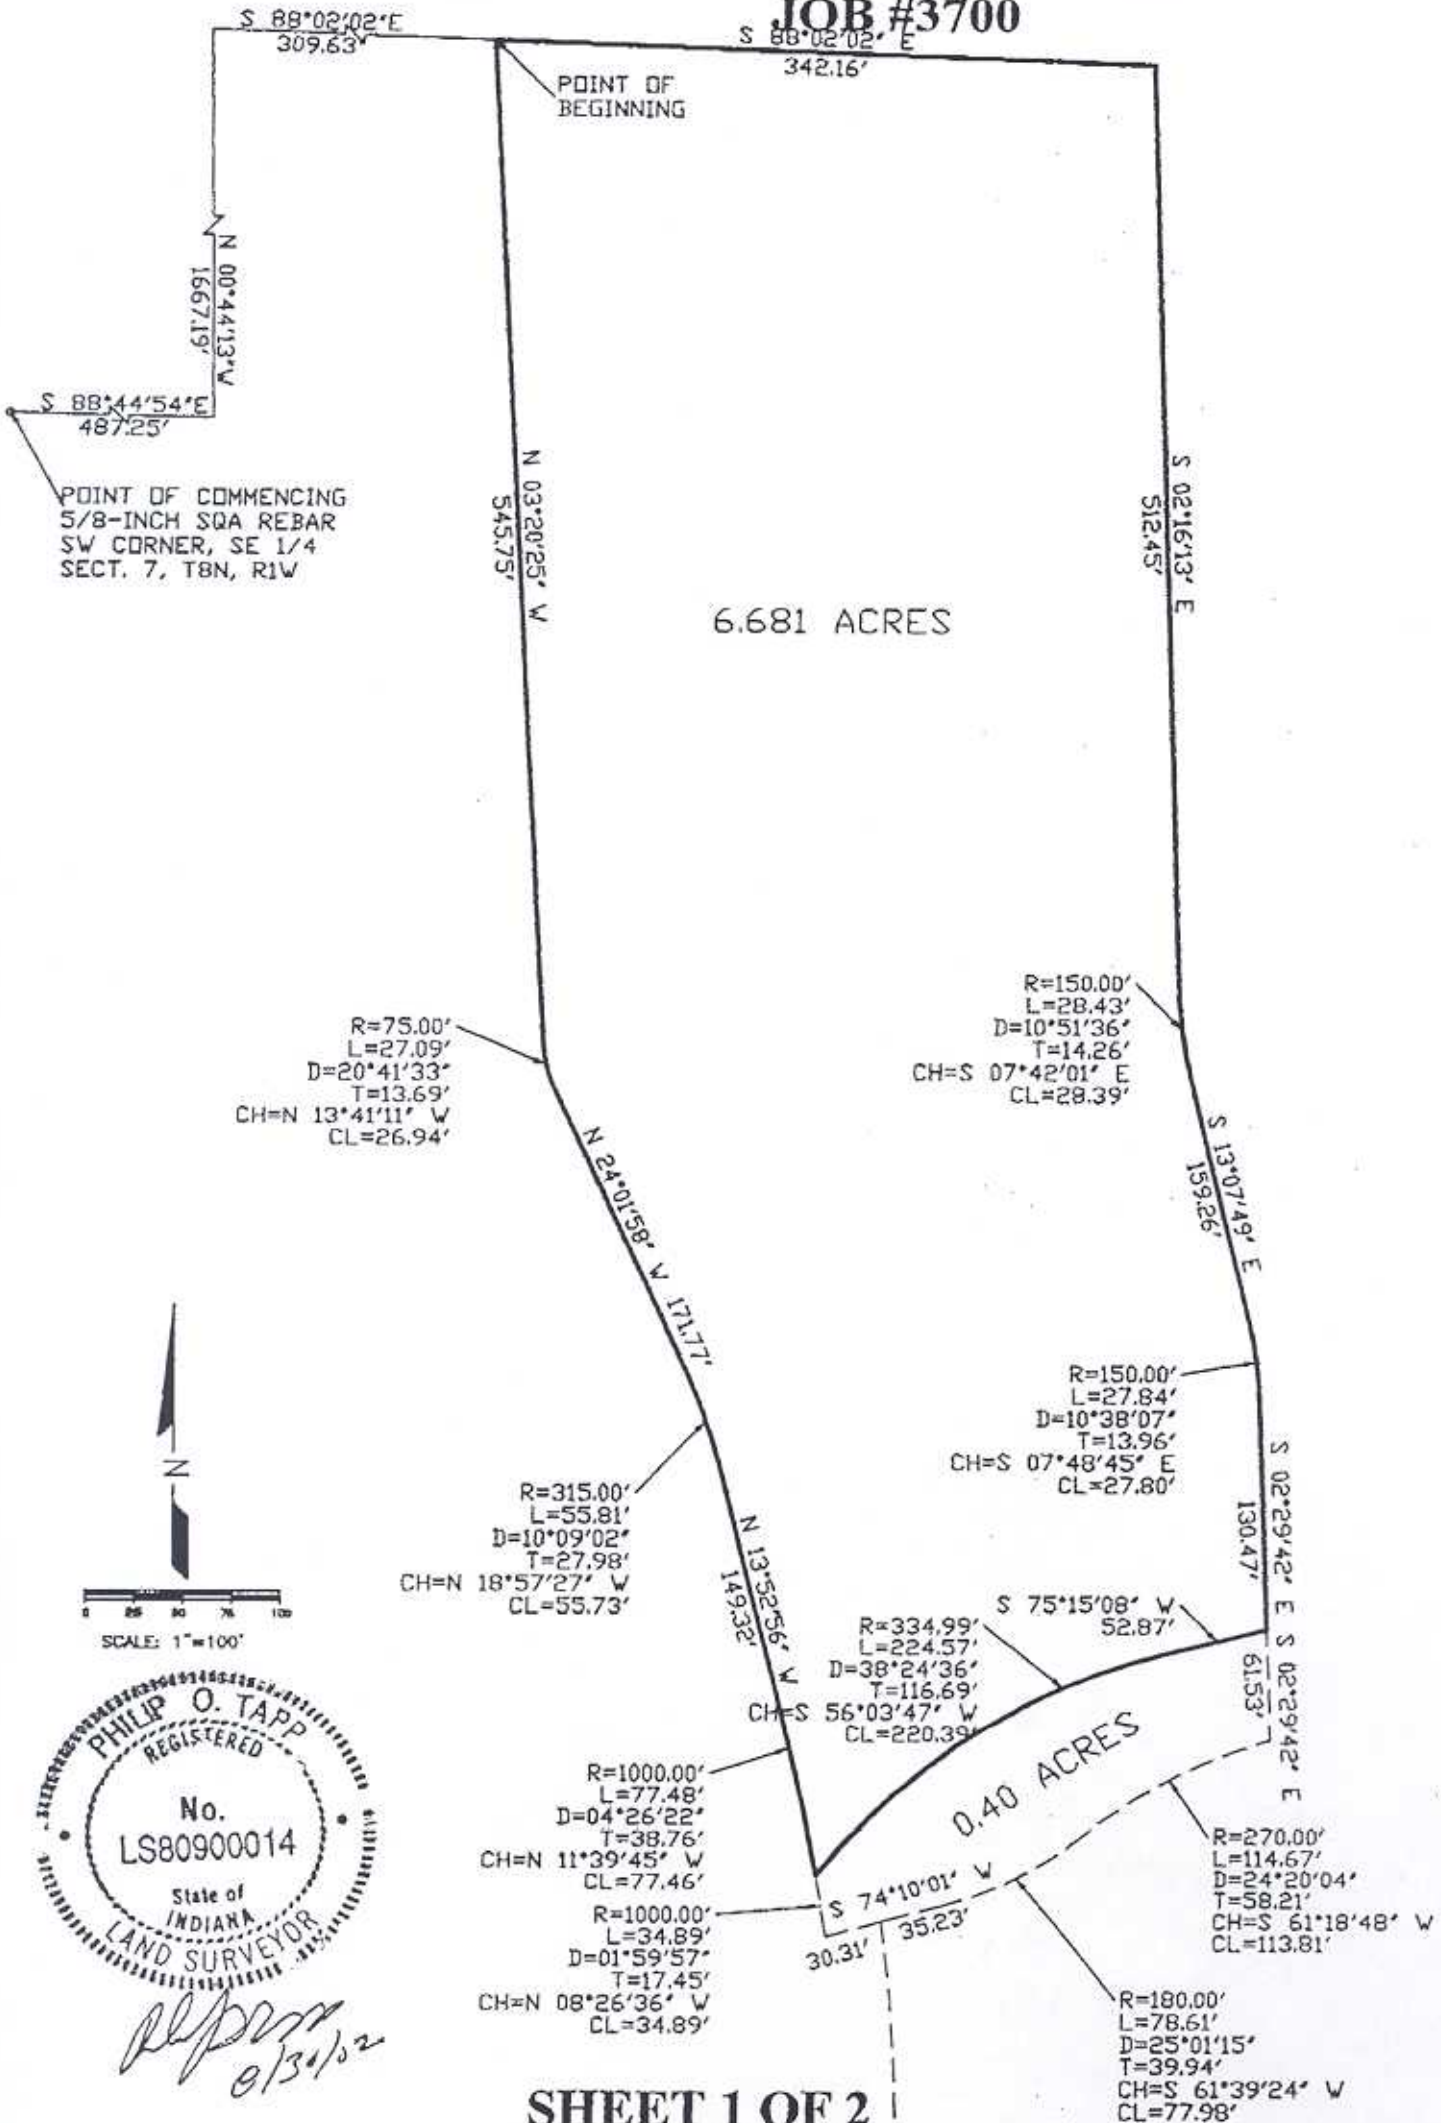 JOB #3700
S 88°02'02"E
309.63'
S 88°02'02" E
342.16'
POINT OF
BEGINNING
N 00°44'13"W
1667.19'
S 88°44'54"E
487.25'
POINT OF COMMENCING
5/8-INCH SQA REBAR
SW CORNER, SE 1/4
SECT. 7, T8N, R1W
N 03°20'25" W
545.75'
S 02°16'13" E
512.45'
6.681 ACRES
R=150.00'
L=28.43'
D=10°51'36"
T=14.26'
CH=S 07°42'01" E
CL=28.39'
R=75.00'
L=27.09'
D=20°41'33"
T=13.69'
CH=N 13°41'11" W
CL=26.94'
S 13°07'49" E
159.26'
N 24°01'58" W 171.77'
R=150.00'
L=27.84'
D=10°38'07"
T=13.96'
CH=S 07°48'45" E
CL=27.80'
N
R=315.00'
L=55.81'
D=10°09'02"
T=27.98'
CH=N 18°57'27" W
CL=55.73'
S 02°29'42" E
130.47'
N 13°52'56" W
149.32'
0 25 50 75 100
SCALE: 1"=100'
S 75°15'08" W
52.87'
R=334.99'
L=224.57'
D=38°24'36"
T=116.69'
CH=S 56°03'47" W
CL=220.39'
S 02°29'42" E
61.53'
PHILIP O. TAPP
REGISTERED
No.
LS80900014
State of
INDIANA
LAND SURVEYOR
0.40 ACRES
R=1000.00'
L=77.48'
D=04°26'22"
T=38.76'
CH=N 11°39'45" W
CL=77.46'
R=270.00'
L=114.67'
D=24°20'04"
T=58.21'
CH=S 61°18'48" W
CL=113.81'
S 74°10'01" W
30.31' 35.23'
R=1000.00'
L=34.89'
D=01°59'57"
T=17.45'
CH=N 08°26'36" W
CL=34.89'
R=180.00'
L=78.61'
D=25°01'15"
T=39.94'
CH=S 61°39'24" W
CL=77.98'
8/30/02
SHEET 1 OF 2